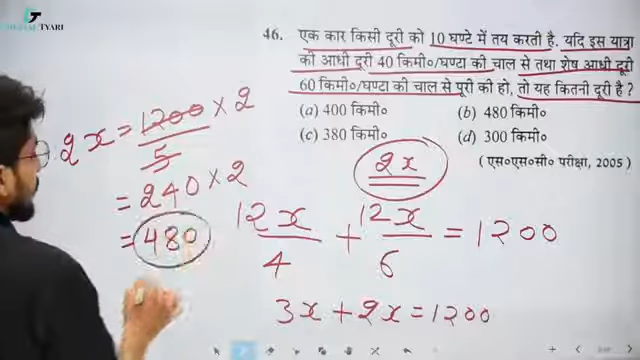 TYARI
46. एक कार किसी दूरी को 10 घण्टे में तय करती है. यदि इस यात्रा
की आधी दूरी 40 किमी०/घण्टा की चाल से तथा शेष आधी दूरी
60 किमी०/घण्टा की चाल से पूरी की हो, तो यह कितनी दूरी है ?
(a) 400 किमी० (b) 480 किमी०
(c) 380 किमी० (d) 300 किमी०
(एस०एस०सी० परीक्षा, 2005)
2x
2x = 1200 × 2
5
= 240 × 2
= 480
12x/4 + 12x/6 = 1200
3x + 2x = 1200